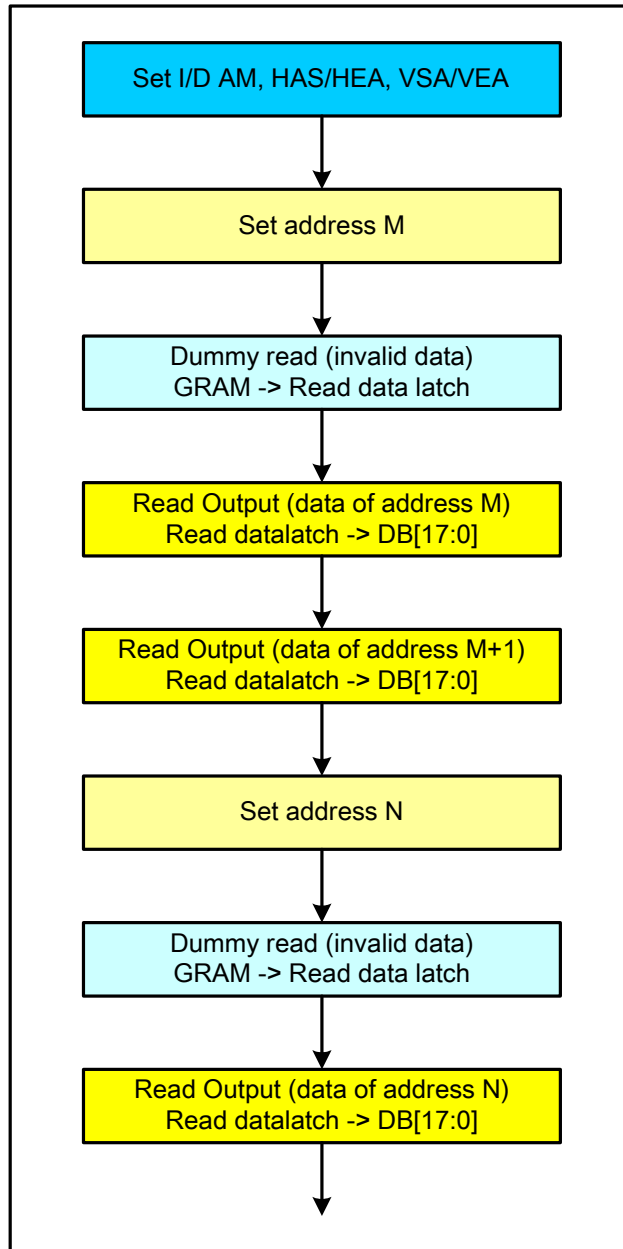 Set I/D AM, HAS/HEA, VSA/VEA
Set address M
Dummy read (invalid data)
GRAM -> Read data latch
Read Output (data of address M)
Read datalatch -> DB[17:0]
Read Output (data of address M+1)
Read datalatch -> DB[17:0]
Set address N
Dummy read (invalid data)
GRAM -> Read data latch
Read Output (data of address N)
Read datalatch -> DB[17:0]